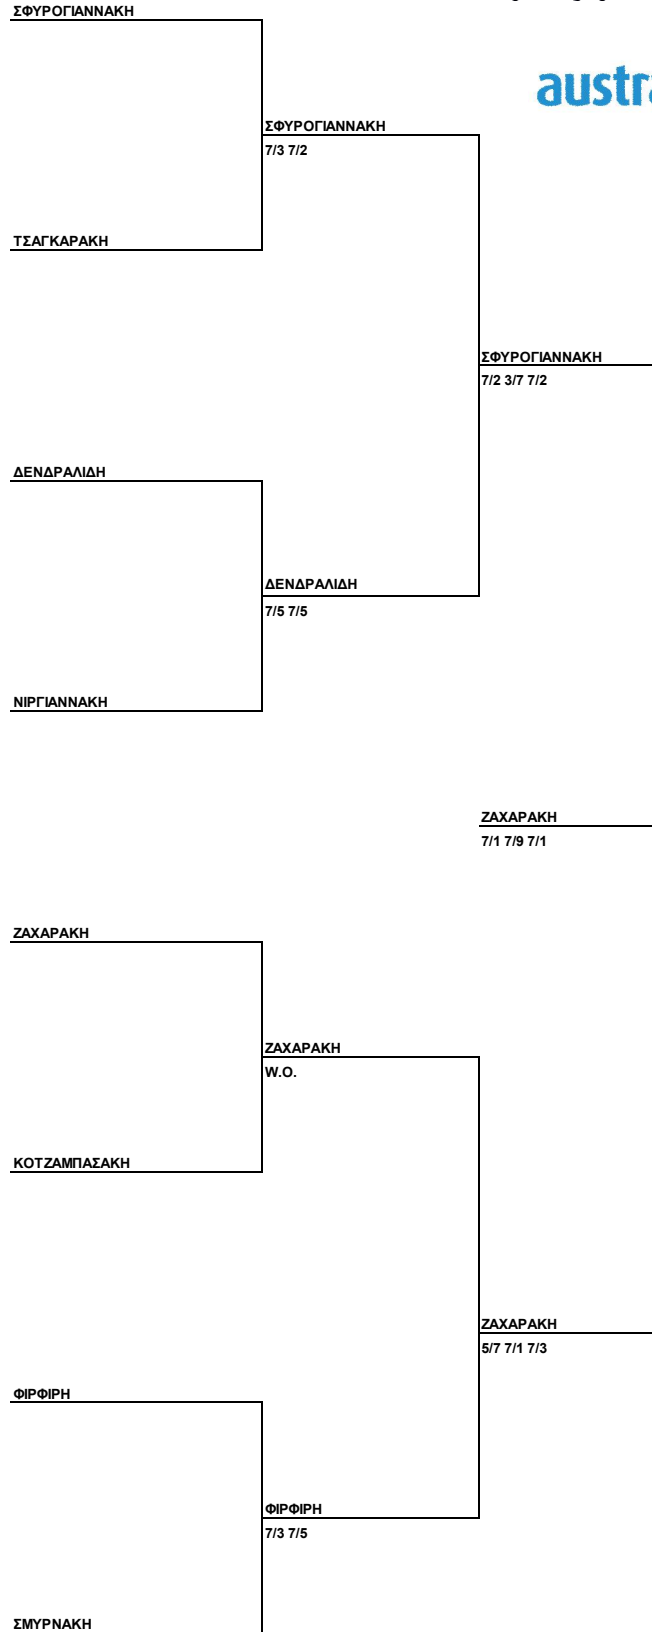 ΣΦΥΡΟΓΙΑΝΝΑΚΗ
austra
ΣΦΥΡΟΓΙΑΝΝΑΚΗ
7/3 7/2
ΤΣΑΓΚΑΡΑΚΗ
ΣΦΥΡΟΓΙΑΝΝΑΚΗ
7/2 3/7 7/2
ΔΕΝΔΡΑΛΙΔΗ
ΔΕΝΔΡΑΛΙΔΗ
7/5 7/5
ΝΙΡΓΙΑΝΝΑΚΗ
ΖΑΧΑΡΑΚΗ
7/1 7/9 7/1
ΖΑΧΑΡΑΚΗ
ΖΑΧΑΡΑΚΗ
W.O.
ΚΟΤΖΑΜΠΑΣΑΚΗ
ΖΑΧΑΡΑΚΗ
5/7 7/1 7/3
ΦΙΡΦΙΡΗ
ΦΙΡΦΙΡΗ
7/3 7/5
ΣΜΥΡΝΑΚΗ